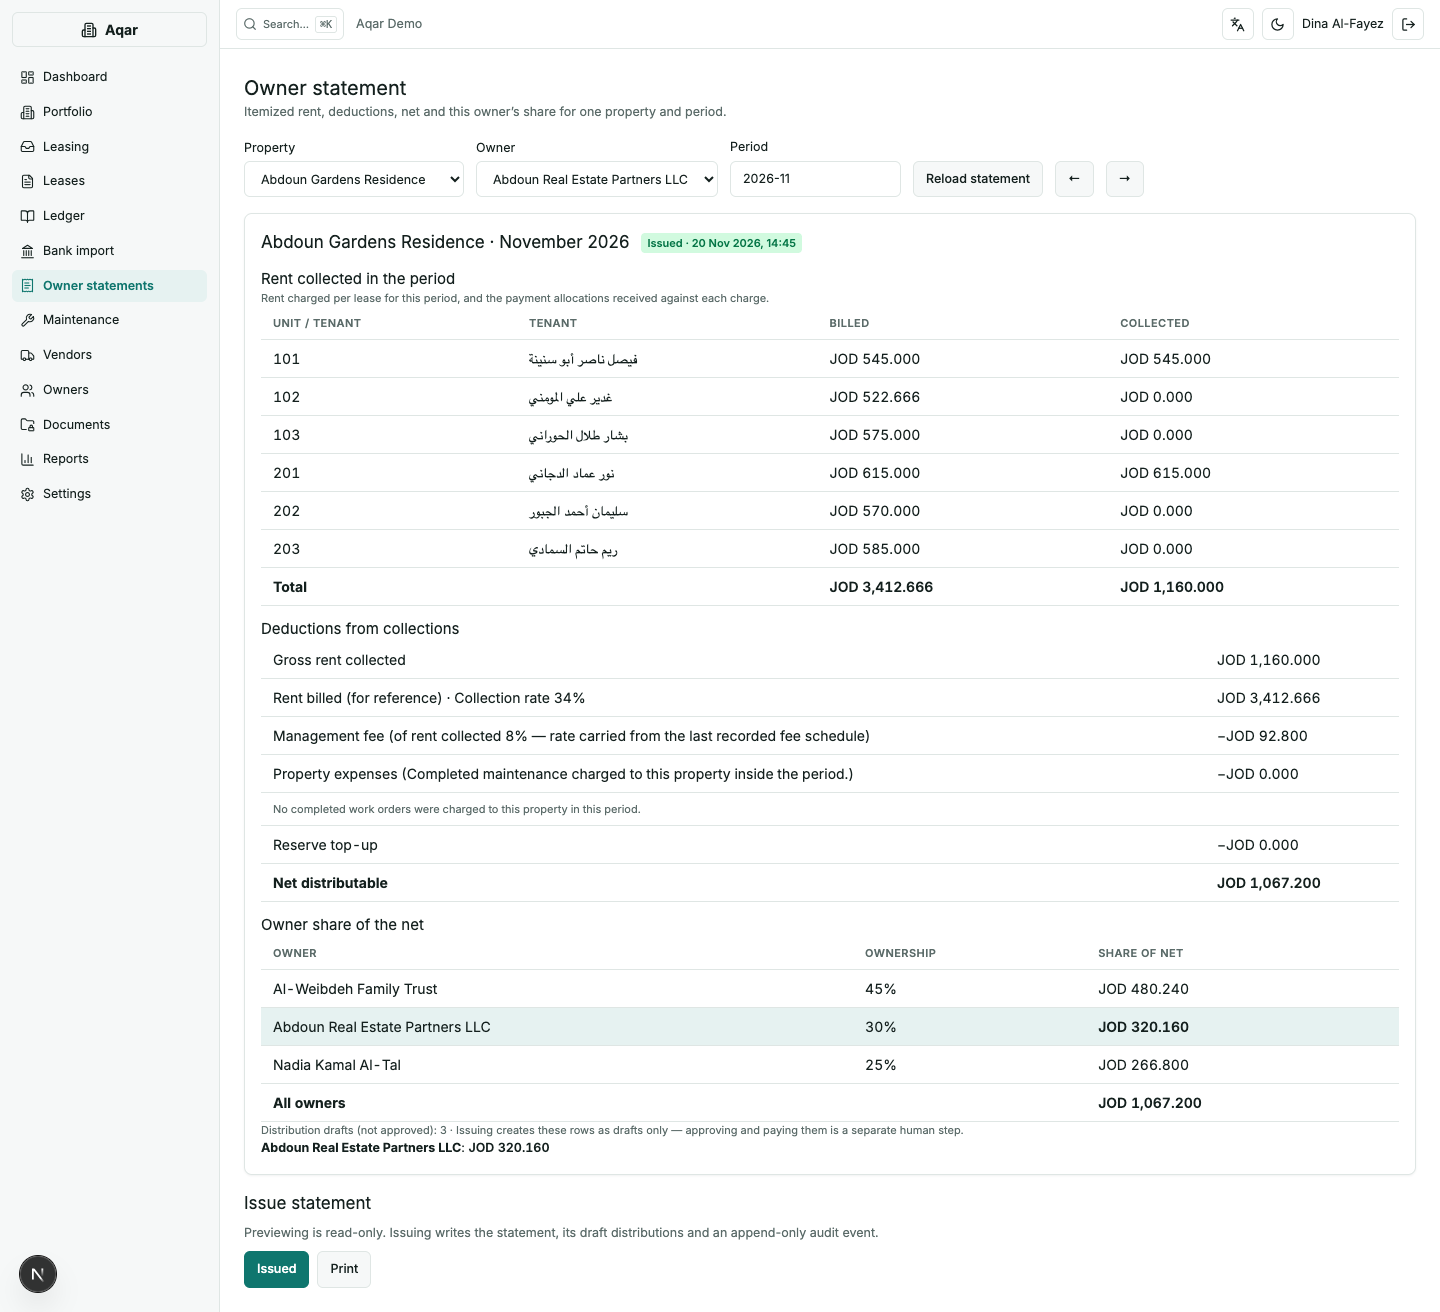 Aqar
Search... ⌘K
Aqar Demo
Dina Al-Fayez
Dashboard
Portfolio
Leasing
Leases
Ledger
Bank import
Owner statements
Maintenance
Vendors
Owners
Documents
Reports
Settings
Owner statement
Itemized rent, deductions, net and this owner's share for one property and period.
Property Owner Period
Abdoun Gardens Residence Abdoun Real Estate Partners LLC 2026-11 Reload statement ← →
Abdoun Gardens Residence · November 2026 Issued · 20 Nov 2026, 14:45
Rent collected in the period
Rent charged per lease for this period, and the payment allocations received against each charge.
UNIT / TENANT TENANT BILLED COLLECTED
101 فيصل ناصر أبو سنينة JOD 545.000 JOD 545.000
102 غدير علي المومني JOD 522.666 JOD 0.000
103 بشار طلال الحوراني JOD 575.000 JOD 0.000
201 نور عماد الدجاني JOD 615.000 JOD 615.000
202 سليمان أحمد الجبور JOD 570.000 JOD 0.000
203 ريم حاتم السمادي JOD 585.000 JOD 0.000
Total JOD 3,412.666 JOD 1,160.000
Deductions from collections
Gross rent collected JOD 1,160.000
Rent billed (for reference) · Collection rate 34% JOD 3,412.666
Management fee (of rent collected 8% — rate carried from the last recorded fee schedule) −JOD 92.800
Property expenses (Completed maintenance charged to this property inside the period.) −JOD 0.000
No completed work orders were charged to this property in this period.
Reserve top-up −JOD 0.000
Net distributable JOD 1,067.200
Owner share of the net
OWNER OWNERSHIP SHARE OF NET
Al-Weibdeh Family Trust 45% JOD 480.240
Abdoun Real Estate Partners LLC 30% JOD 320.160
Nadia Kamal Al-Tal 25% JOD 266.800
All owners JOD 1,067.200
Distribution drafts (not approved): 3 · Issuing creates these rows as drafts only — approving and paying them is a separate human step.
Abdoun Real Estate Partners LLC: JOD 320.160
Issue statement
Previewing is read-only. Issuing writes the statement, its draft distributions and an append-only audit event.
Issued Print
N